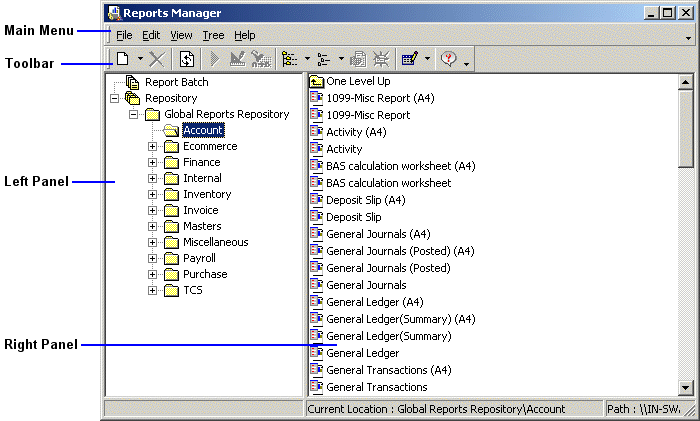 Reports Manager
Main Menu
File Edit View Tree Help
Toolbar
Report Batch
Repository
Global Reports Repository
Account
Ecommerce
Finance
Internal
Inventory
Invoice
Masters
Miscellaneous
Payroll
Purchase
TCS
Left Panel
One Level Up
1099-Misc Report (A4)
1099-Misc Report
Activity (A4)
Activity
BAS calculation worksheet (A4)
BAS calculation worksheet
Deposit Slip (A4)
Deposit Slip
General Journals (A4)
General Journals (Posted) (A4)
General Journals (Posted)
General Journals
General Ledger (A4)
General Ledger(Summary) (A4)
General Ledger(Summary)
General Ledger
General Transactions (A4)
General Transactions
Right Panel
Current Location : Global Reports Repository\Account
Path : \\IN-SW